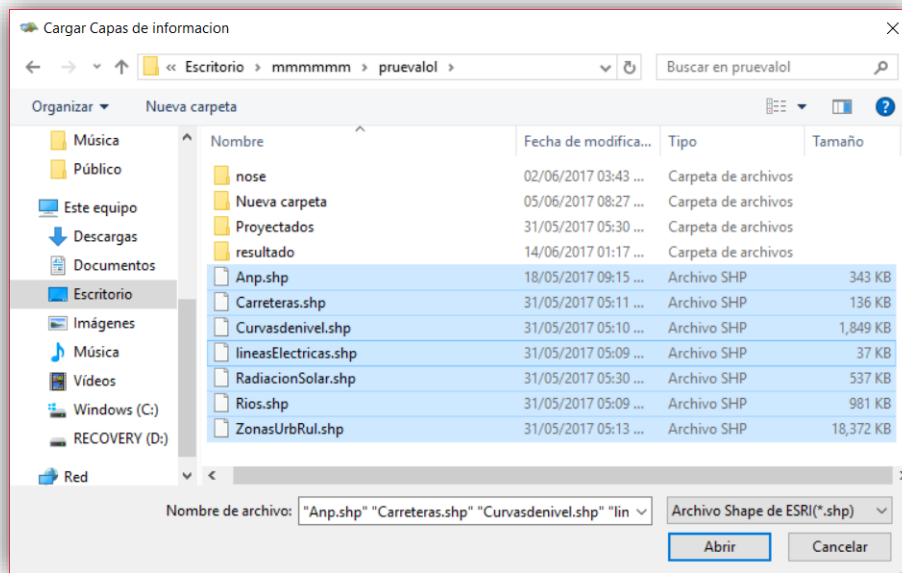 Cargar Capas de informacion
« Escritorio > mmmmmm > pruevalol >
Buscar en pruevalol
Organizar
Nueva carpeta
Música
Público
Este equipo
Descargas
Documentos
Escritorio
Imágenes
Música
Vídeos
Windows (C:)
RECOVERY (D:)
Red
Nombre Fecha de modifica... Tipo Tamaño
nose 02/06/2017 03:43 ... Carpeta de archivos
Nueva carpeta 05/06/2017 08:27 ... Carpeta de archivos
Proyectados 31/05/2017 05:30 ... Carpeta de archivos
resultado 14/06/2017 01:17 ... Carpeta de archivos
Anp.shp 18/05/2017 09:15 ... Archivo SHP 343 KB
Carreteras.shp 31/05/2017 05:11 ... Archivo SHP 136 KB
Curvasdenivel.shp 31/05/2017 05:10 ... Archivo SHP 1,849 KB
lineasElectricas.shp 31/05/2017 05:09 ... Archivo SHP 37 KB
RadiacionSolar.shp 31/05/2017 05:30 ... Archivo SHP 537 KB
Rios.shp 31/05/2017 05:09 ... Archivo SHP 981 KB
ZonasUrbRul.shp 31/05/2017 05:13 ... Archivo SHP 18,372 KB
Nombre de archivo: "Anp.shp" "Carreteras.shp" "Curvasdenivel.shp" "lin
Archivo Shape de ESRI(*.shp)
Abrir
Cancelar